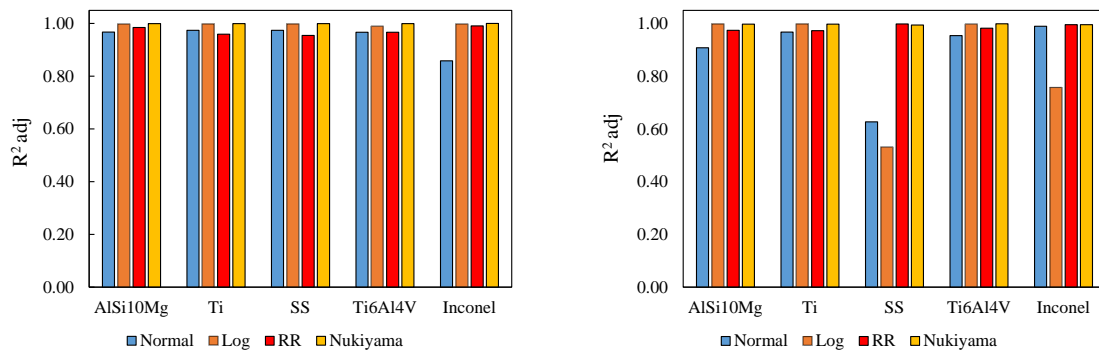 R² adj
1.00
0.80
0.60
0.40
0.20
0.00
AlSi10Mg Ti SS Ti6Al4V Inconel
Normal Log RR Nukiyama
R² adj
1.00
0.80
0.60
0.40
0.20
0.00
AlSi10Mg Ti SS Ti6Al4V Inconel
Normal Log RR Nukiyama